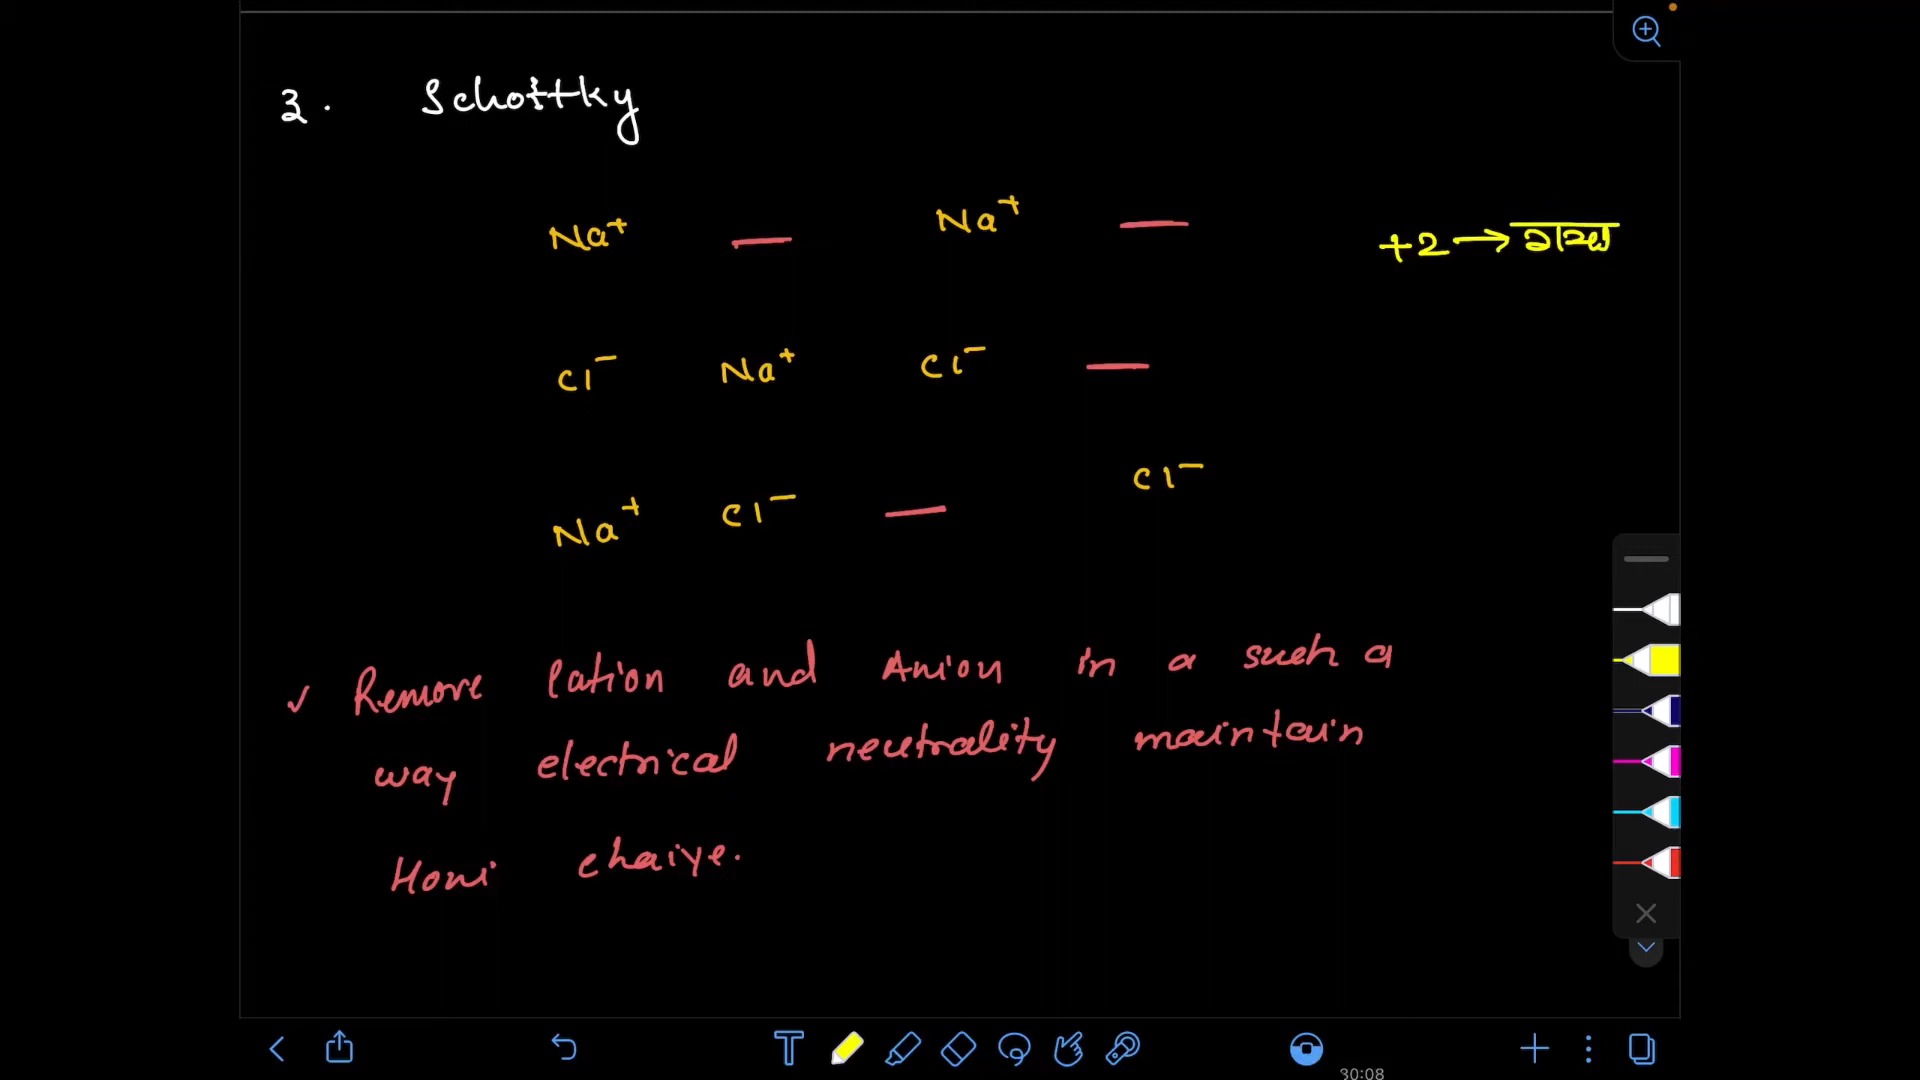 3. Schottky
Na⁺ — Na⁺ —
+2 →
Cl⁻ Na⁺ Cl⁻ —
Na⁺ Cl⁻ — Cl⁻
✓ Remove Cation and Anion in a such a
way electrical neutrality maintain
Honi chaiye.
30:08